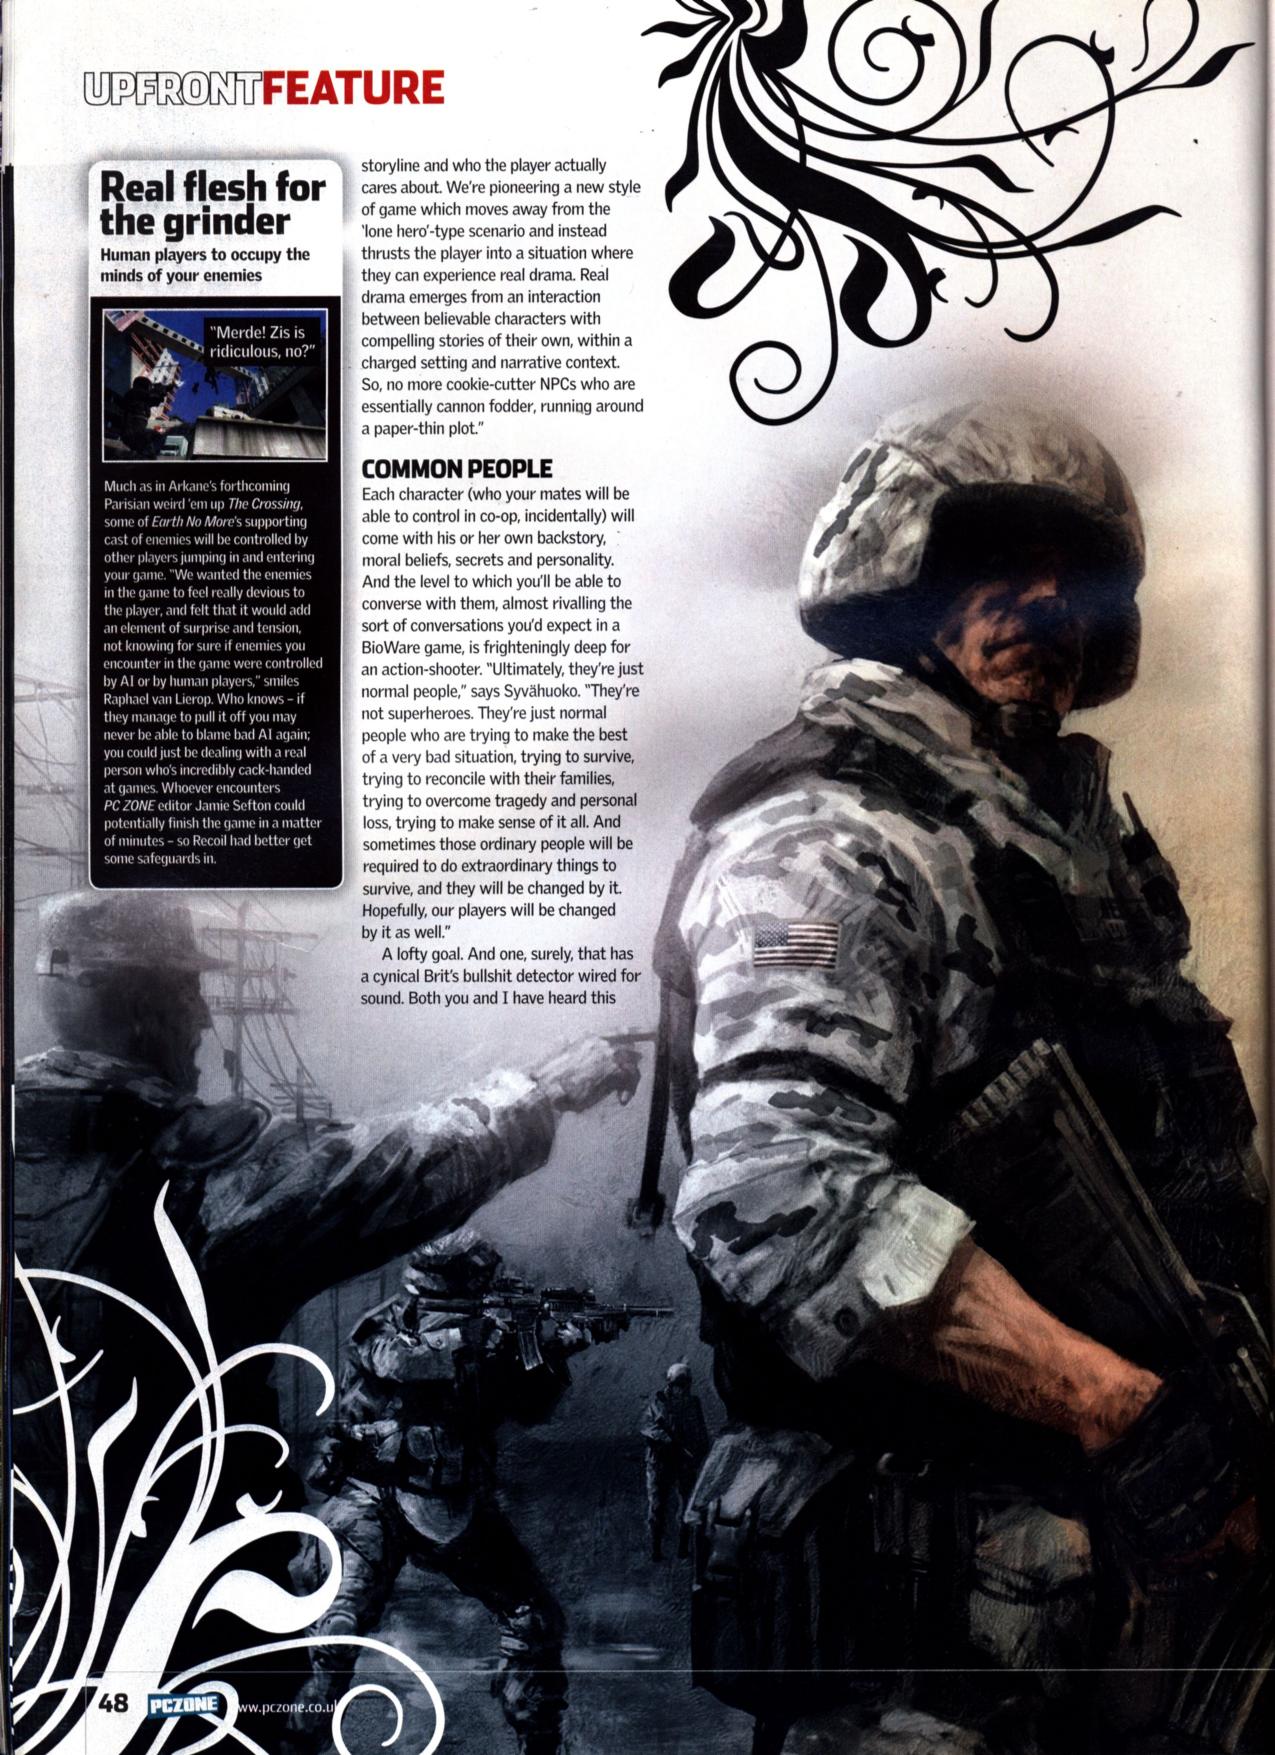 UPFRONTFEATURE
Real flesh for
the grinder
Human players to occupy the
minds of your enemies
"Merde! Zis is
ridiculous, no?"
Much as in Arkane's forthcoming
Parisian weird 'em up The Crossing,
some of Earth No More's supporting
cast of enemies will be controlled by
other players jumping in and entering
your game. "We wanted the enemies
in the game to feel really devious to
the player, and felt that it would add
an element of surprise and tension,
not knowing for sure if enemies you
encounter in the game were controlled
by AI or by human players," smiles
Raphael van Lierop. Who knows – if
they manage to pull it off you may
never be able to blame bad AI again;
you could just be dealing with a real
person who's incredibly cack-handed
at games. Whoever encounters
PC ZONE editor Jamie Sefton could
potentially finish the game in a matter
of minutes – so Recoil had better get
some safeguards in.
storyline and who the player actually
cares about. We're pioneering a new style
of game which moves away from the
'lone hero'-type scenario and instead
thrusts the player into a situation where
they can experience real drama. Real
drama emerges from an interaction
between believable characters with
compelling stories of their own, within a
charged setting and narrative context.
So, no more cookie-cutter NPCs who are
essentially cannon fodder, running around
a paper-thin plot."
COMMON PEOPLE
Each character (who your mates will be
able to control in co-op, incidentally) will
come with his or her own backstory,
moral beliefs, secrets and personality.
And the level to which you'll be able to
converse with them, almost rivalling the
sort of conversations you'd expect in a
BioWare game, is frighteningly deep for
an action-shooter. "Ultimately, they're just
normal people," says Syvähuoko. "They're
not superheroes. They're just normal
people who are trying to make the best
of a very bad situation, trying to survive,
trying to reconcile with their families,
trying to overcome tragedy and personal
loss, trying to make sense of it all. And
sometimes those ordinary people will be
required to do extraordinary things to
survive, and they will be changed by it.
Hopefully, our players will be changed
by it as well."
A lofty goal. And one, surely, that has
a cynical Brit's bullshit detector wired for
sound. Both you and I have heard this
48 PCZONE www.pczone.co.uk